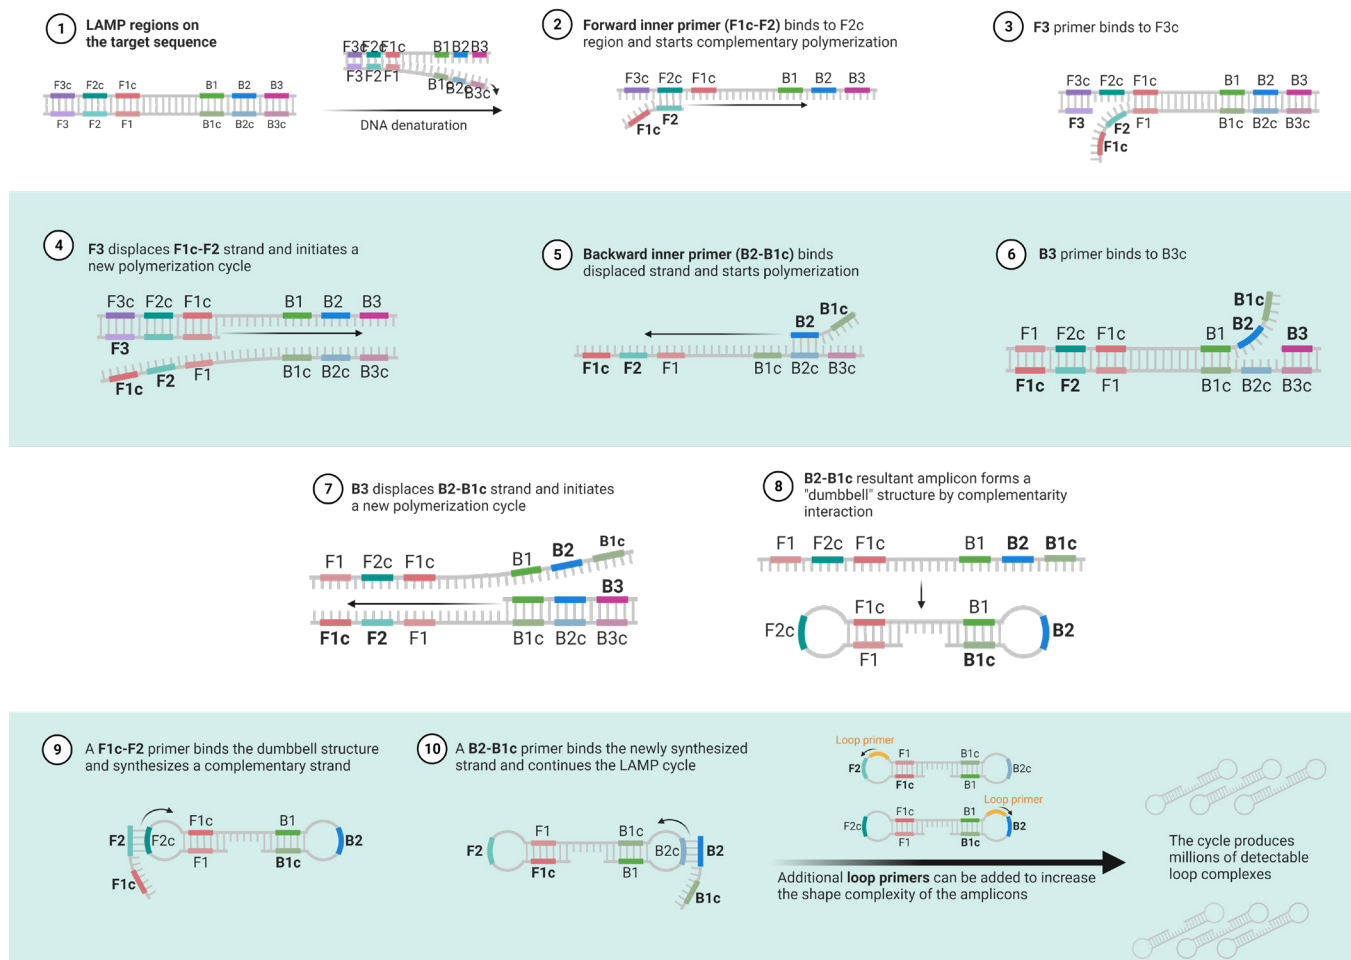 1
LAMP regions on
the target sequence
F3c F2c F1c B1 B2 B3
F3 F2 F1 B1c B2c B3c
F3c F2c F1c B1 B2 B3
F3 F2 F1 B1c B2c B3c
DNA denaturation
2
Forward inner primer (F1c-F2) binds to F2c
region and starts complementary polymerization
F3c F2c F1c B1 B2 B3
F1c F2
3
F3 primer binds to F3c
F3c F2c F1c B1 B2 B3
F3 F2 F1 B1c B2c B3c
F1c
4
F3 displaces F1c-F2 strand and initiates a
new polymerization cycle
F3c F2c F1c B1 B2 B3
F3
F1c F2 F1 B1c B2c B3c
5
Backward inner primer (B2-B1c) binds
displaced strand and starts polymerization
B2 B1c
F1c F2 F1 B1c B2c B3c
6
B3 primer binds to B3c
B1c
B2
F1 F2c F1c B1 B3
F1c F2 F1 B1c B2c B3c
7
B3 displaces B2-B1c strand and initiates
a new polymerization cycle
F1 F2c F1c B1 B2 B1c
B3
F1c F2 F1 B1c B2c B3c
8
B2-B1c resultant amplicon forms a
"dumbbell" structure by complementarity
interaction
F1 F2c F1c B1 B2 B1c
F1c B1
F2c B2
F1 B1c
9
A F1c-F2 primer binds the dumbbell structure
and synthesizes a complementary strand
F1c B1
F2 F2c B2
F1 B1c
F1c
10
A B2-B1c primer binds the newly synthesized
strand and continues the LAMP cycle
F1 B1c
F2 B2c B2
F1c B1
B1c
Loop primer
F1 B1c
F2 B2c
F1c B1
Loop primer
F1c B1
F2c B2
F1 B1c
Additional loop primers can be added to increase
the shape complexity of the amplicons
The cycle produces
millions of detectable
loop complexes